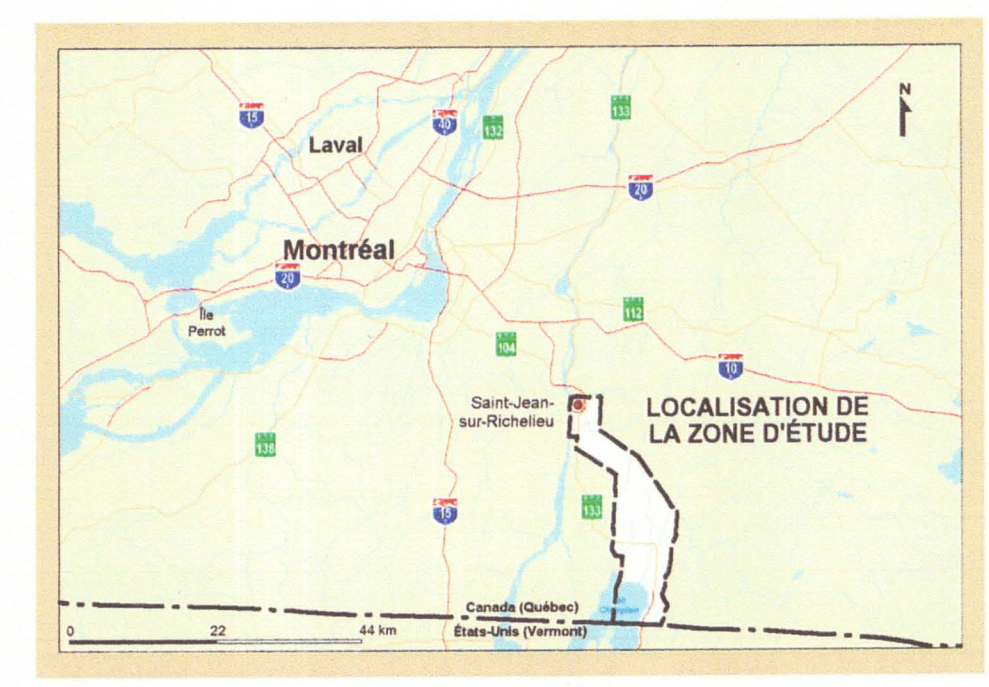 N
15
40
132
133
Laval
20
Montréal
20
Île
Perrot
112
104
10
Saint-Jean-
sur-Richelieu
LOCALISATION DE
LA ZONE D'ÉTUDE
138
15
133
Canada (Québec)
États-Unis (Vermont)
0
22
44 km